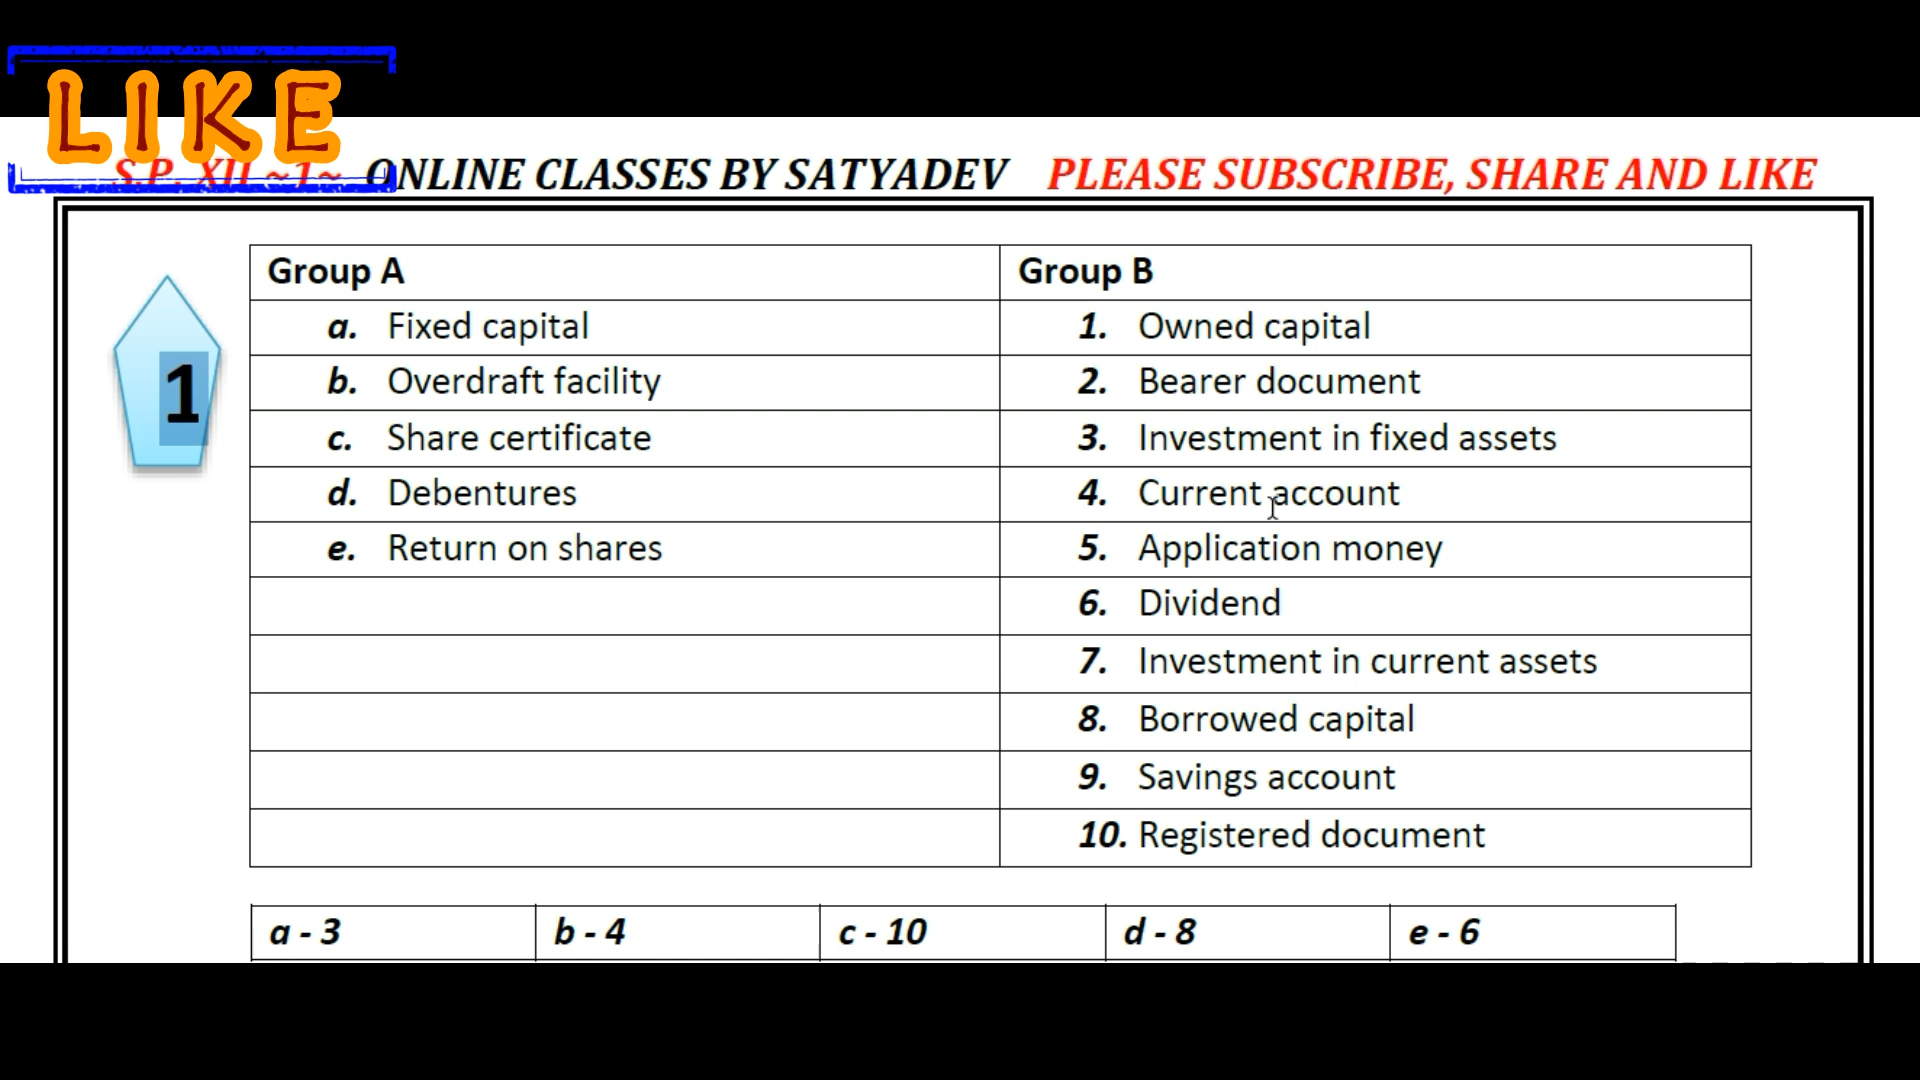 LIKE
S.P. XII ~1~ ONLINE CLASSES BY SATYADEV PLEASE SUBSCRIBE, SHARE AND LIKE
1
Group A Group B
a. Fixed capital 1. Owned capital
b. Overdraft facility 2. Bearer document
c. Share certificate 3. Investment in fixed assets
d. Debentures 4. Current account
e. Return on shares 5. Application money
6. Dividend
7. Investment in current assets
8. Borrowed capital
9. Savings account
10. Registered document
a - 3 b - 4 c - 10 d - 8 e - 6